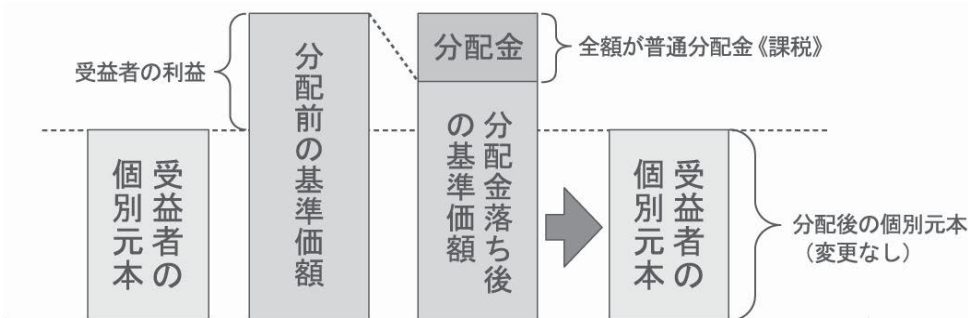 受益者の利益
分配前の基準価額
分配金
全額が普通分配金《課税》
受益者の
個別元本
分配金落ち後
の基準価額
受益者の
個別元本
分配後の個別元本
（変更なし）